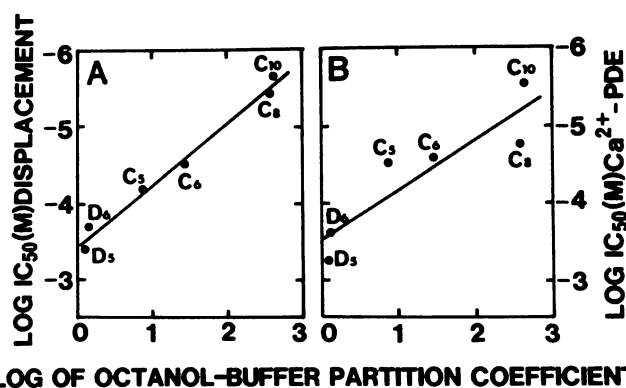 LOG IC50(M)DISPLACEMENT
-6
-5
-4
-3
A
C10
C8
C6
C5
D6
D5
0
1
2
3
B
C10
C8
C6
C5
D6
D5
0
1
2
3
-6
-5
-4
-3
LOG IC50(M)Ca2+-PDE
LOG OF OCTANOL-BUFFER PARTITION COEFFICIENT